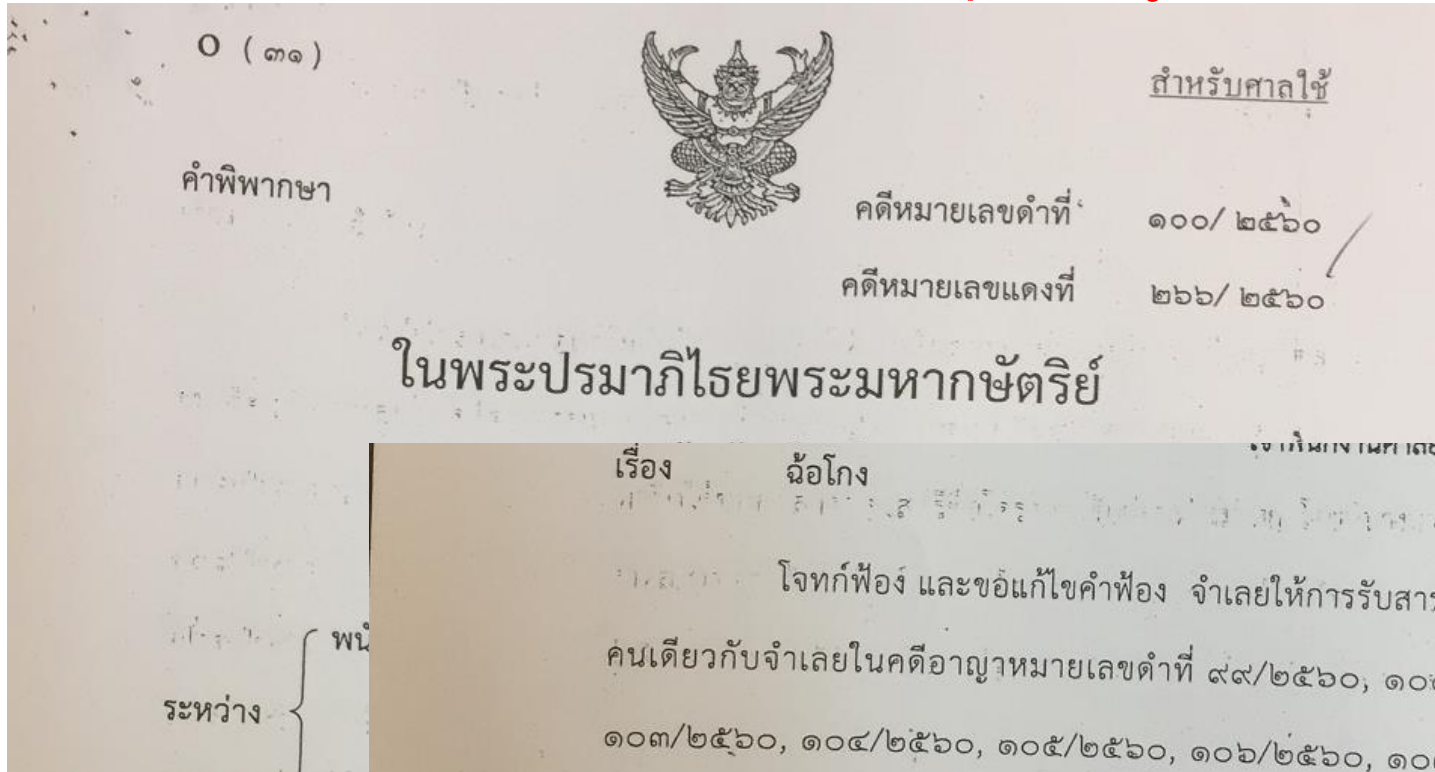 O (๓๑)
สำหรับศาลใช้
คำพิพากษา
คดีหมายเลขดำที่ ๑๐๐/ ๒๕๖๐
คดีหมายเลขแดงที่ ๒๖๖/ ๒๕๖๐
ในพระปรมาภิไธยพระมหากษัตริย์
เรื่อง ฉ้อโกง
โจทก์ฟ้อง และขอแก้ไขคำฟ้อง จำเลยให้การรับสาร
คนเดียวกับจำเลยในคดีอาญาหมายเลขดำที่ ๙๙/๒๕๖๐, ๑๐
๑๐๓/๒๕๖๐, ๑๐๔/๒๕๖๐, ๑๐๕/๒๕๖๐, ๑๐๖/๒๕๖๐, ๑๐
พนั
ระหว่าง